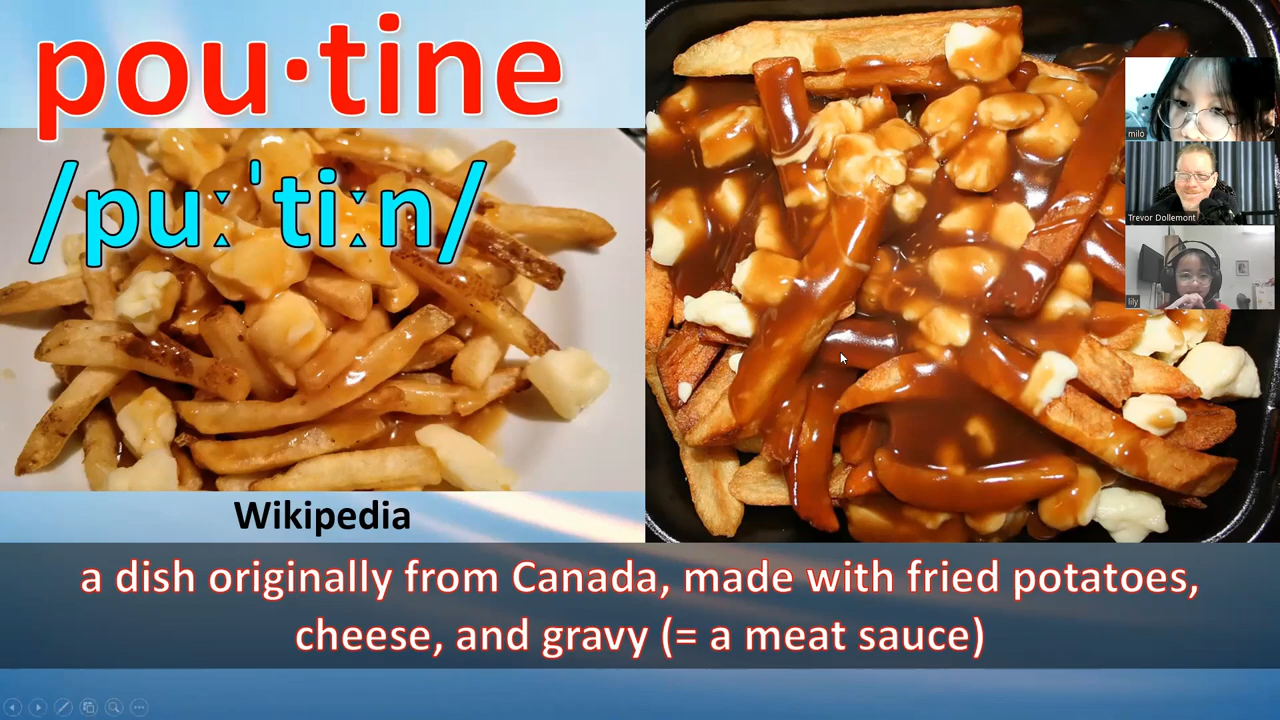 pou·tine
/puːˈtiːn/
Wikipedia
a dish originally from Canada, made with fried potatoes,
cheese, and gravy (= a meat sauce)
milo
Trevor Dollemont
lily